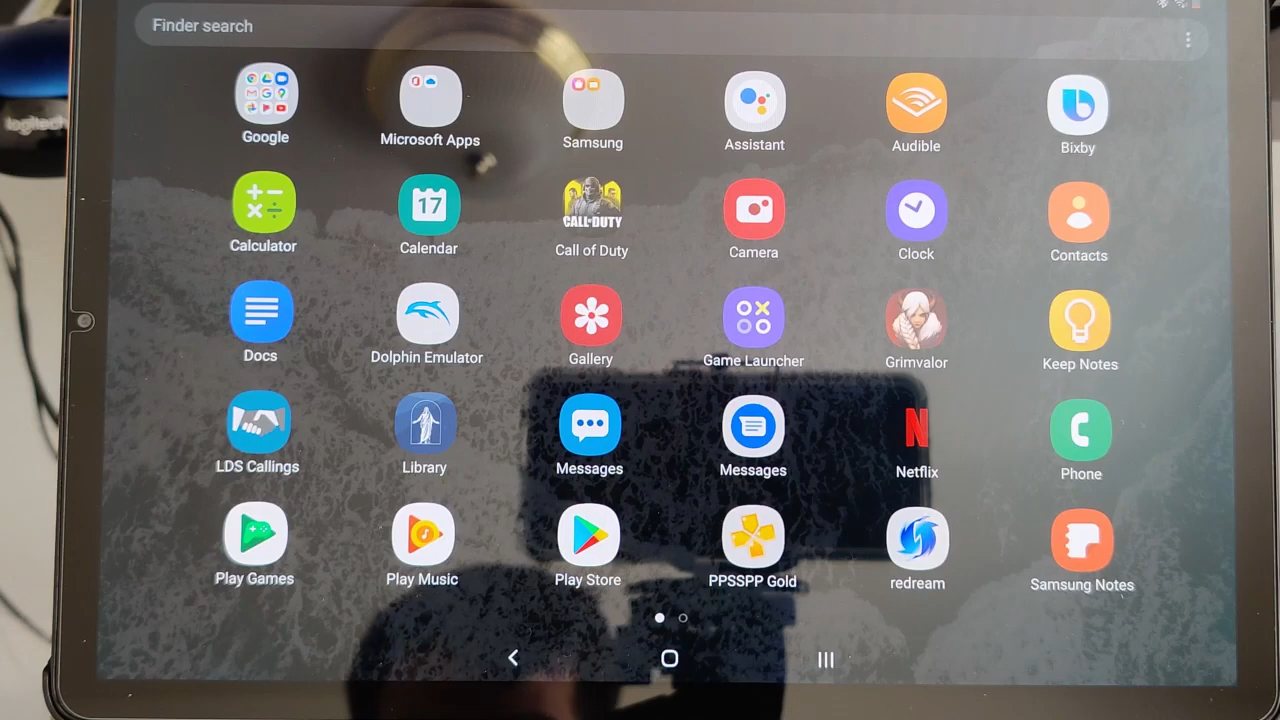 Finder search
logitech
Google
Microsoft Apps
Samsung
Assistant
Audible
Bixby
17
CALL OF DUTY
Calculator
Calendar
Call of Duty
Camera
Clock
Contacts
Docs
Dolphin Emulator
Gallery
Game Launcher
Grimvalor
Keep Notes
N
LDS Callings
Library
Messages
Messages
Netflix
Phone
Play Games
Play Music
Play Store
PPSSPP Gold
redream
Samsung Notes